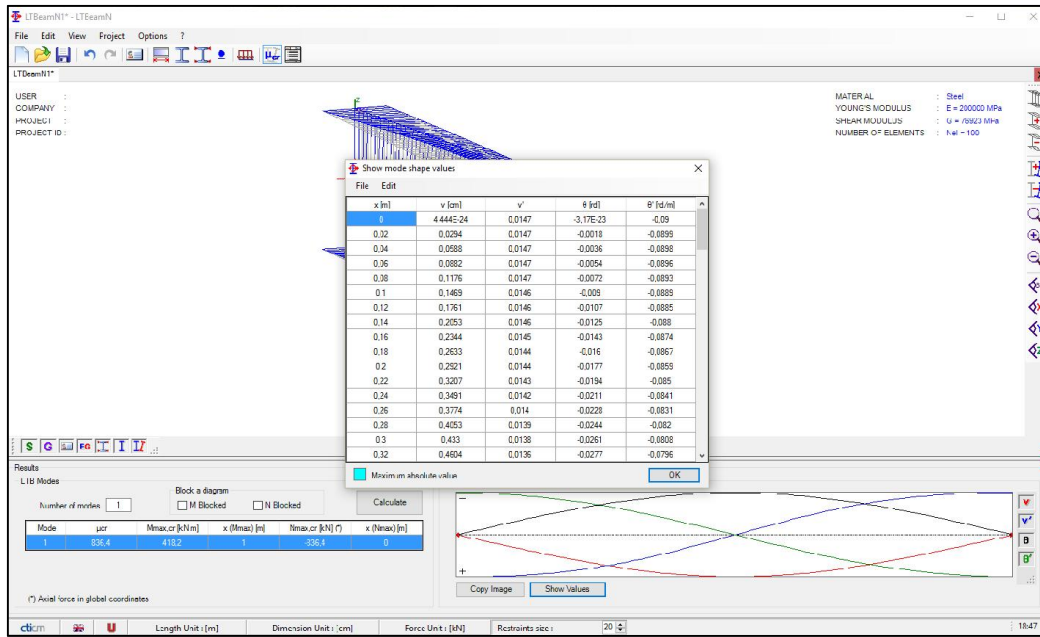 LTBeamN1* - LTBeamN
File Edit View Project Options ?
LTBeamN1*
USER :
COMPANY :
PROJECT :
PROJECT ID :
MATERIAL : Steel
YOUNG'S MODULUS : E = 200000 MPa
SHEAR MODULUS : G = 76923 MPa
NUMBER OF ELEMENTS : Nel = 100
Show mode shape values
File Edit
x [m] v [cm] v' θ [rd] θ' [rd/m]
0 4.444E-24 0,0147 -3,17E-23 -0,09
0,02 0,0294 0,0147 -0,0018 -0,0899
0,04 0,0588 0,0147 -0,0036 -0,0898
0,06 0,0882 0,0147 -0,0054 -0,0896
0,08 0,1176 0,0147 -0,0072 -0,0893
0,1 0,1469 0,0146 -0,009 -0,0889
0,12 0,1761 0,0146 -0,0107 -0,0885
0,14 0,2053 0,0146 -0,0125 -0,088
0,16 0,2344 0,0145 -0,0143 -0,0874
0,18 0,2633 0,0144 -0,016 -0,0867
0,2 0,2921 0,0144 -0,0177 -0,0859
0,22 0,3207 0,0143 -0,0194 -0,085
0,24 0,3491 0,0142 -0,0211 -0,0841
0,26 0,3774 0,014 -0,0228 -0,0831
0,28 0,4053 0,0139 -0,0244 -0,082
0,3 0,433 0,0138 -0,0261 -0,0808
0,32 0,4604 0,0136 -0,0277 -0,0796
Maximum absolute value OK
S G FG
Results
LTB Modes
Number of modes 1
Block a diagram
M Blocked N Blocked
Calculate
Mode μcr Mmax,cr [kNm] x (Mmax) [m] Nmax,cr [kN] (*) x (Nmax) [m]
1 836,4 418,2 1 -836,4 0
(*) Axial force in global coordinates
−
+
v
v'
θ
θ'
Copy Image Show Values
cticm Length Unit : [m] Dimension Unit : [cm] Force Unit : [kN] Restraints size : 20 18:47